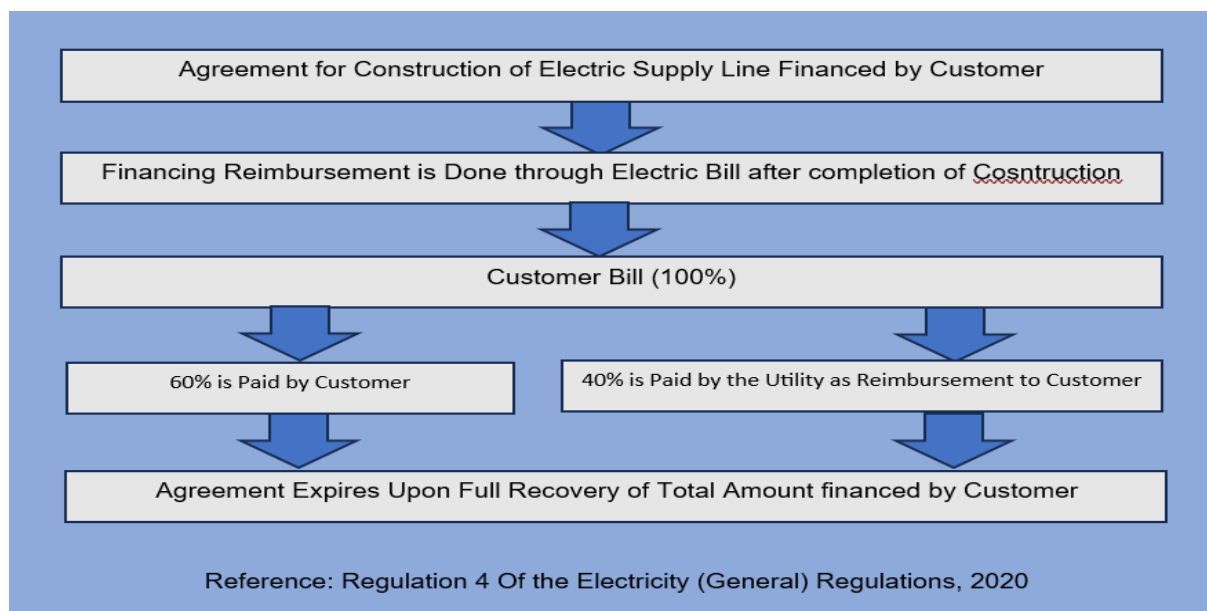 Agreement for Construction of Electric Supply Line Financed by Customer
Financing Reimbursement is Done through Electric Bill after completion of Cosntruction
Customer Bill (100%)
60% is Paid by Customer
40% is Paid by the Utility as Reimbursement to Customer
Agreement Expires Upon Full Recovery of Total Amount financed by Customer
Reference: Regulation 4 Of the Electricity (General) Regulations, 2020